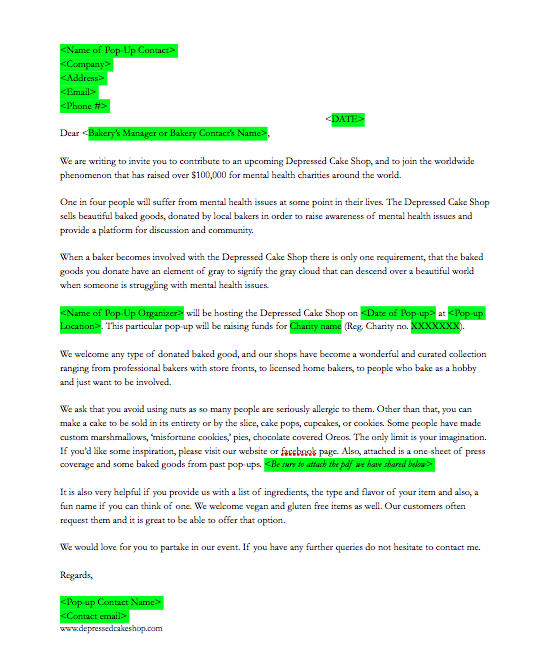 <Name of Pop-Up Contact>
<Company>
<Address>
<Email>
<Phone #>
<DATE>
Dear <Bakery's Manager or Bakery Contact's Name>,
We are writing to invite you to contribute to an upcoming Depressed Cake Shop, and to join the worldwide
phenomenon that has raised over $100,000 for mental health charities around the world.
One in four people will suffer from mental health issues at some point in their lives. The Depressed Cake Shop
sells beautiful baked goods, donated by local bakers in order to raise awareness of mental health issues and
provide a platform for discussion and community.
When a baker becomes involved with the Depressed Cake Shop there is only one requirement, that the baked
goods you donate have an element of gray to signify the gray cloud that can descend over a beautiful world
when someone is struggling with mental health issues.
<Name of Pop-Up Organizer> will be hosting the Depressed Cake Shop on <Date of Pop-up> at <Pop-up
Location>. This particular pop-up will be raising funds for Charity name (Reg. Charity no. XXXXXXX).
We welcome any type of donated baked good, and our shops have become a wonderful and curated collection
ranging from professional bakers with store fronts, to licensed home bakers, to people who bake as a hobby
and just want to be involved.
We ask that you avoid using nuts as so many people are seriously allergic to them. Other than that, you can
make a cake to be sold in its entirety or by the slice, cake pops, cupcakes, or cookies. Some people have made
custom marshmallows, 'misfortune cookies,' pies, chocolate covered Oreos. The only limit is your imagination.
If you'd like some inspiration, please visit our website or facebook page. Also, attached is a one-sheet of press
coverage and some baked goods from past pop-ups. <Be sure to attach the pdf we have shared below>
It is also very helpful if you provide us with a list of ingredients, the type and flavor of your item and also, a
fun name if you can think of one. We welcome vegan and gluten free items as well. Our customers often
request them and it is great to be able to offer that option.
We would love for you to partake in our event. If you have any further queries do not hesitate to contact me.
Regards,
<Pop-up Contact Name>
<Contact email>
www.depressedcakeshop.com